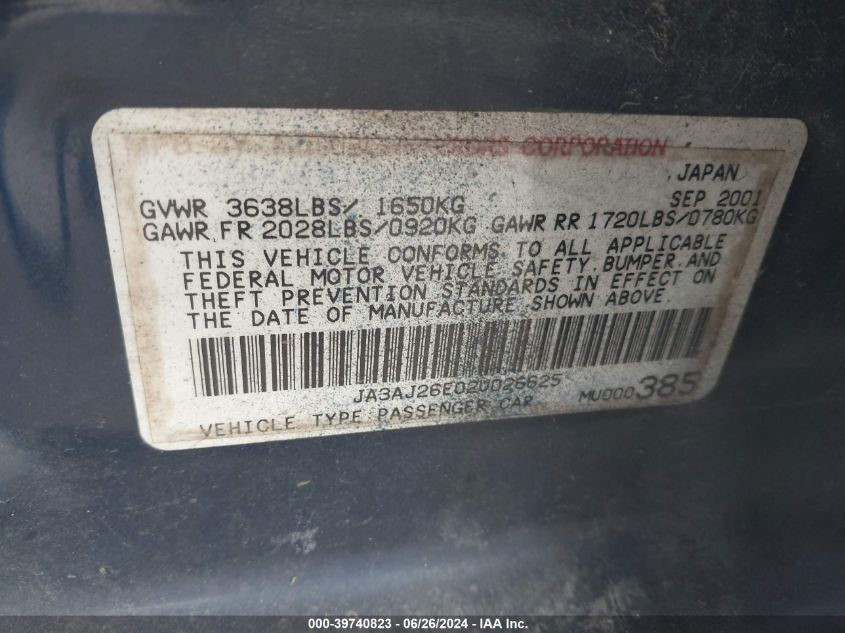 CORPORATION
JAPAN
SEP 2001
GVWR 3638LBS/ 1650KG
GAWR FR 2028LBS/0920KG GAWR RR 1720LBS/0780KG
THIS VEHICLE CONFORMS TO ALL APPLICABLE
FEDERAL MOTOR VEHICLE SAFETY, BUMPER, AND
THEFT PREVENTION STANDARDS IN EFFECT ON
THE DATE OF MANUFACTURE SHOWN ABOVE.
JA3AJ26E02U026625
MU000385
VEHICLE TYPE PASSENGER CAR
000-39740823 - 06/26/2024 - IAA Inc.